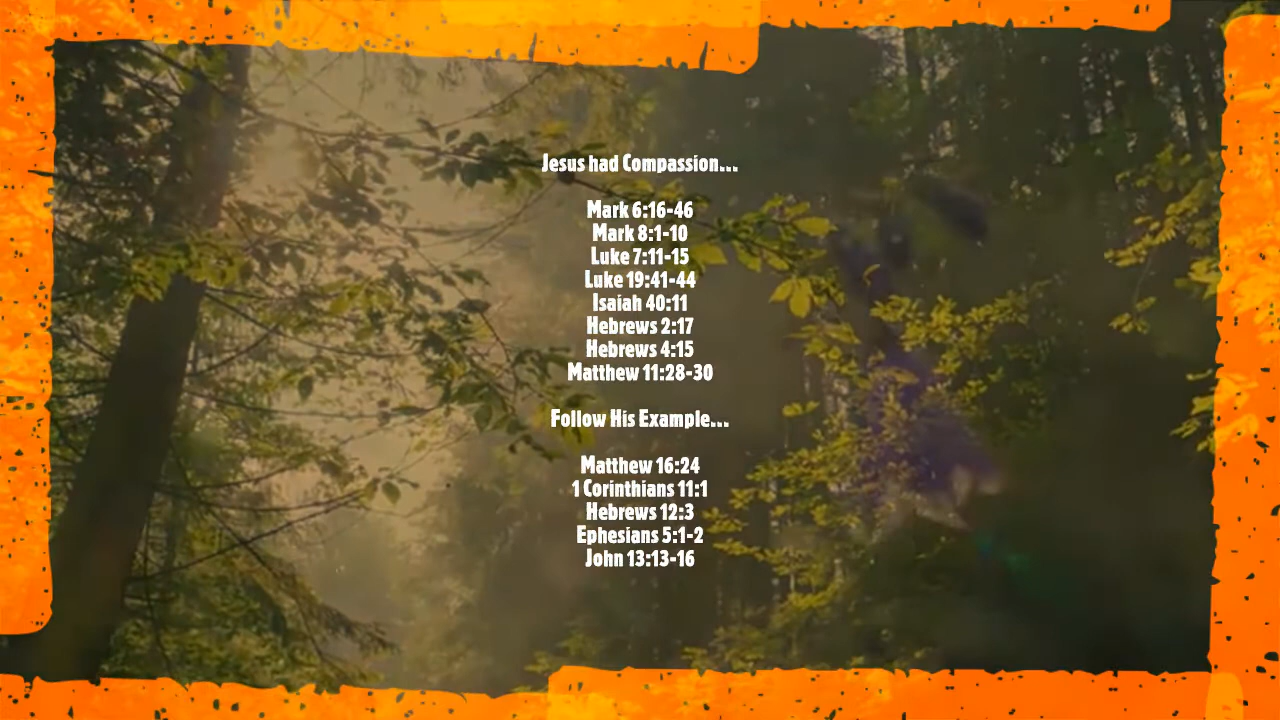 Jesus had Compassion...
Mark 6:16-46
Mark 8:1-10
Luke 7:11-15
Luke 19:41-44
Isaiah 40:11
Hebrews 2:17
Hebrews 4:15
Matthew 11:28-30
Follow His Example...
Matthew 16:24
1 Corinthians 11:1
Hebrews 12:3
Ephesians 5:1-2
John 13:13-16